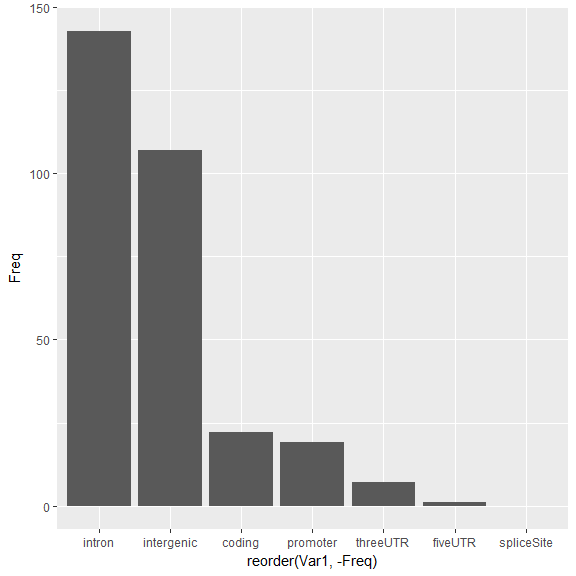 150
100
50
0
Freq
intron intergenic coding promoter threeUTR fiveUTR spliceSite
reorder(Var1, -Freq)